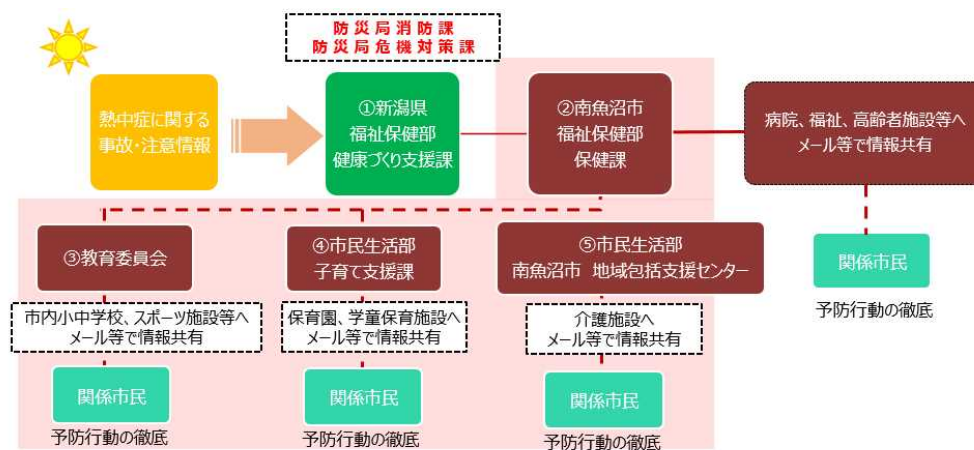 防災局消防課
防災局危機対策課
熱中症に関する
事故・注意情報
①新潟県
福祉保健部
健康づくり支援課
②南魚沼市
福祉保健部
保健課
病院、福祉、高齢者施設等へ
メール等で情報共有
③教育委員会
④市民生活部
子育て支援課
⑤市民生活部
南魚沼市 地域包括支援センター
関係市民
予防行動の徹底
市内小中学校、スポーツ施設等へ
メール等で情報共有
保育園、学童保育施設へ
メール等で情報共有
介護施設へ
メール等で情報共有
関係市民
関係市民
関係市民
予防行動の徹底
予防行動の徹底
予防行動の徹底